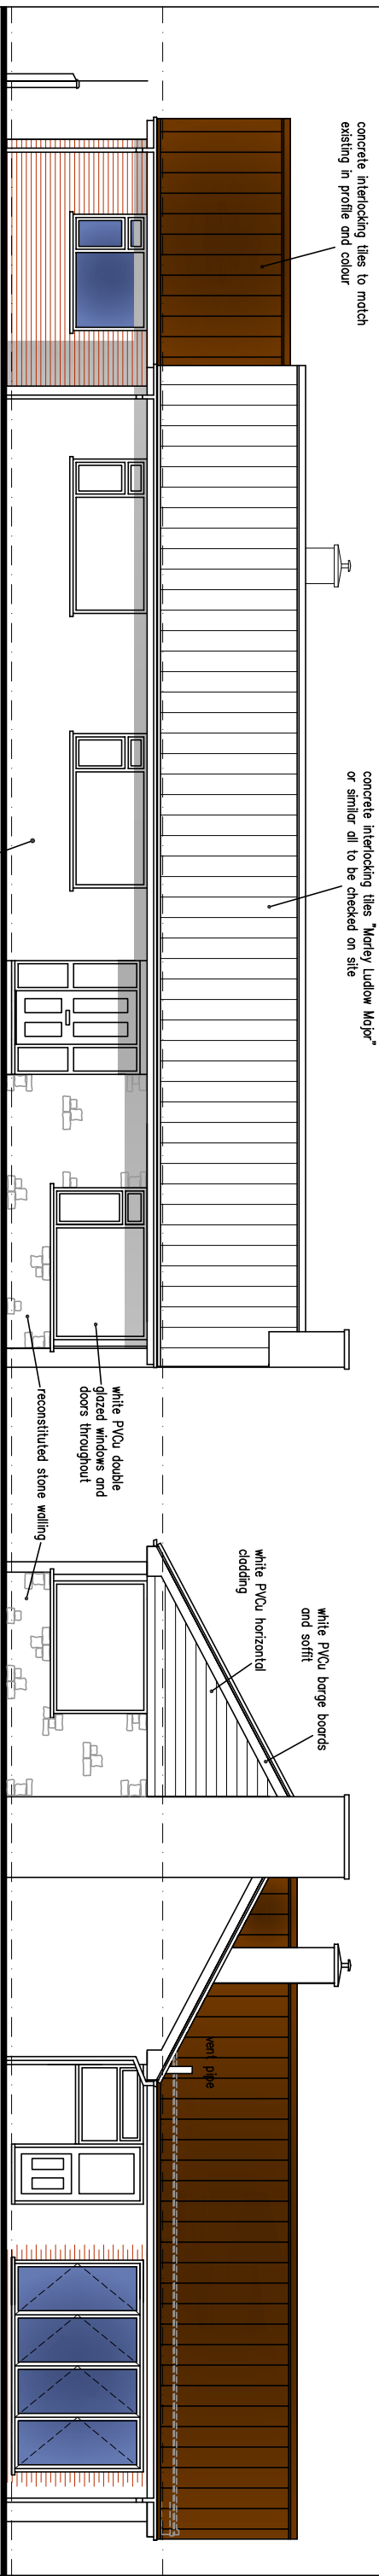 concrete interlocking tiles to match
existing in profile and colour
concrete interlocking tiles "Marley Ludlow Major"
or similar all to be checked on site
white PVCu double
glazed windows and
doors throughout
reconstituted stone walling
white PVCu horizontal
cladding
white PVCu barge boards
and soffit
vent pipe